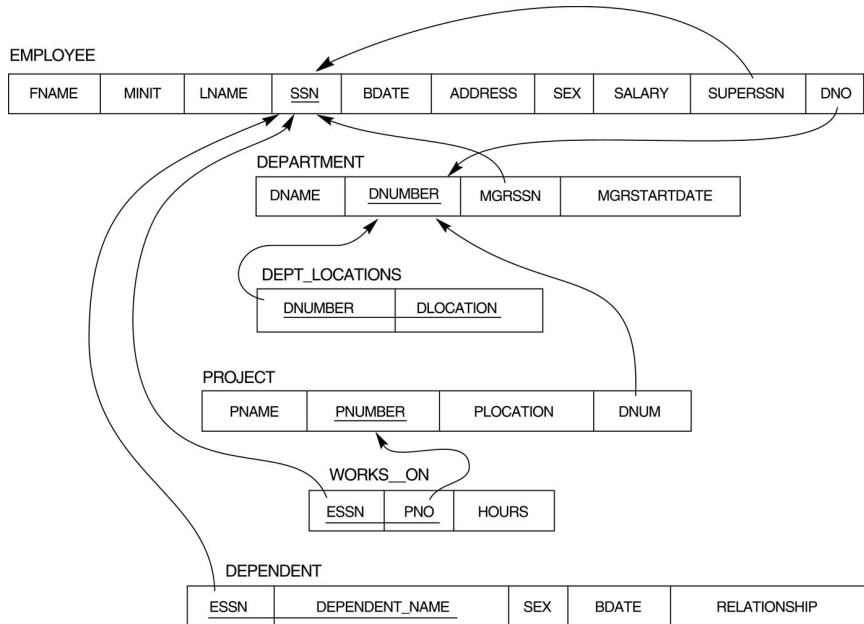 EMPLOYEE
FNAME MINIT LNAME SSN BDATE ADDRESS SEX SALARY SUPERSSN DNO
DEPARTMENT
DNAME DNUMBER MGRSSN MGRSTARTDATE
DEPT_LOCATIONS
DNUMBER DLOCATION
PROJECT
PNAME PNUMBER PLOCATION DNUM
WORKS__ON
ESSN PNO HOURS
DEPENDENT
ESSN DEPENDENT_NAME SEX BDATE RELATIONSHIP